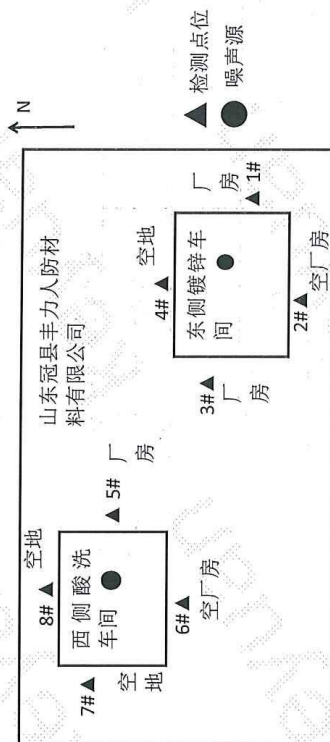 N
检测点位
噪声源
山东冠县丰力人防材
料有限公司
8#
空地
西侧酸洗
车间
7#
空
地
5#
厂
房
6#
空厂房
4#
空地
东侧镀锌车
间
3#
厂
房
1#
厂
房
2#
空厂房